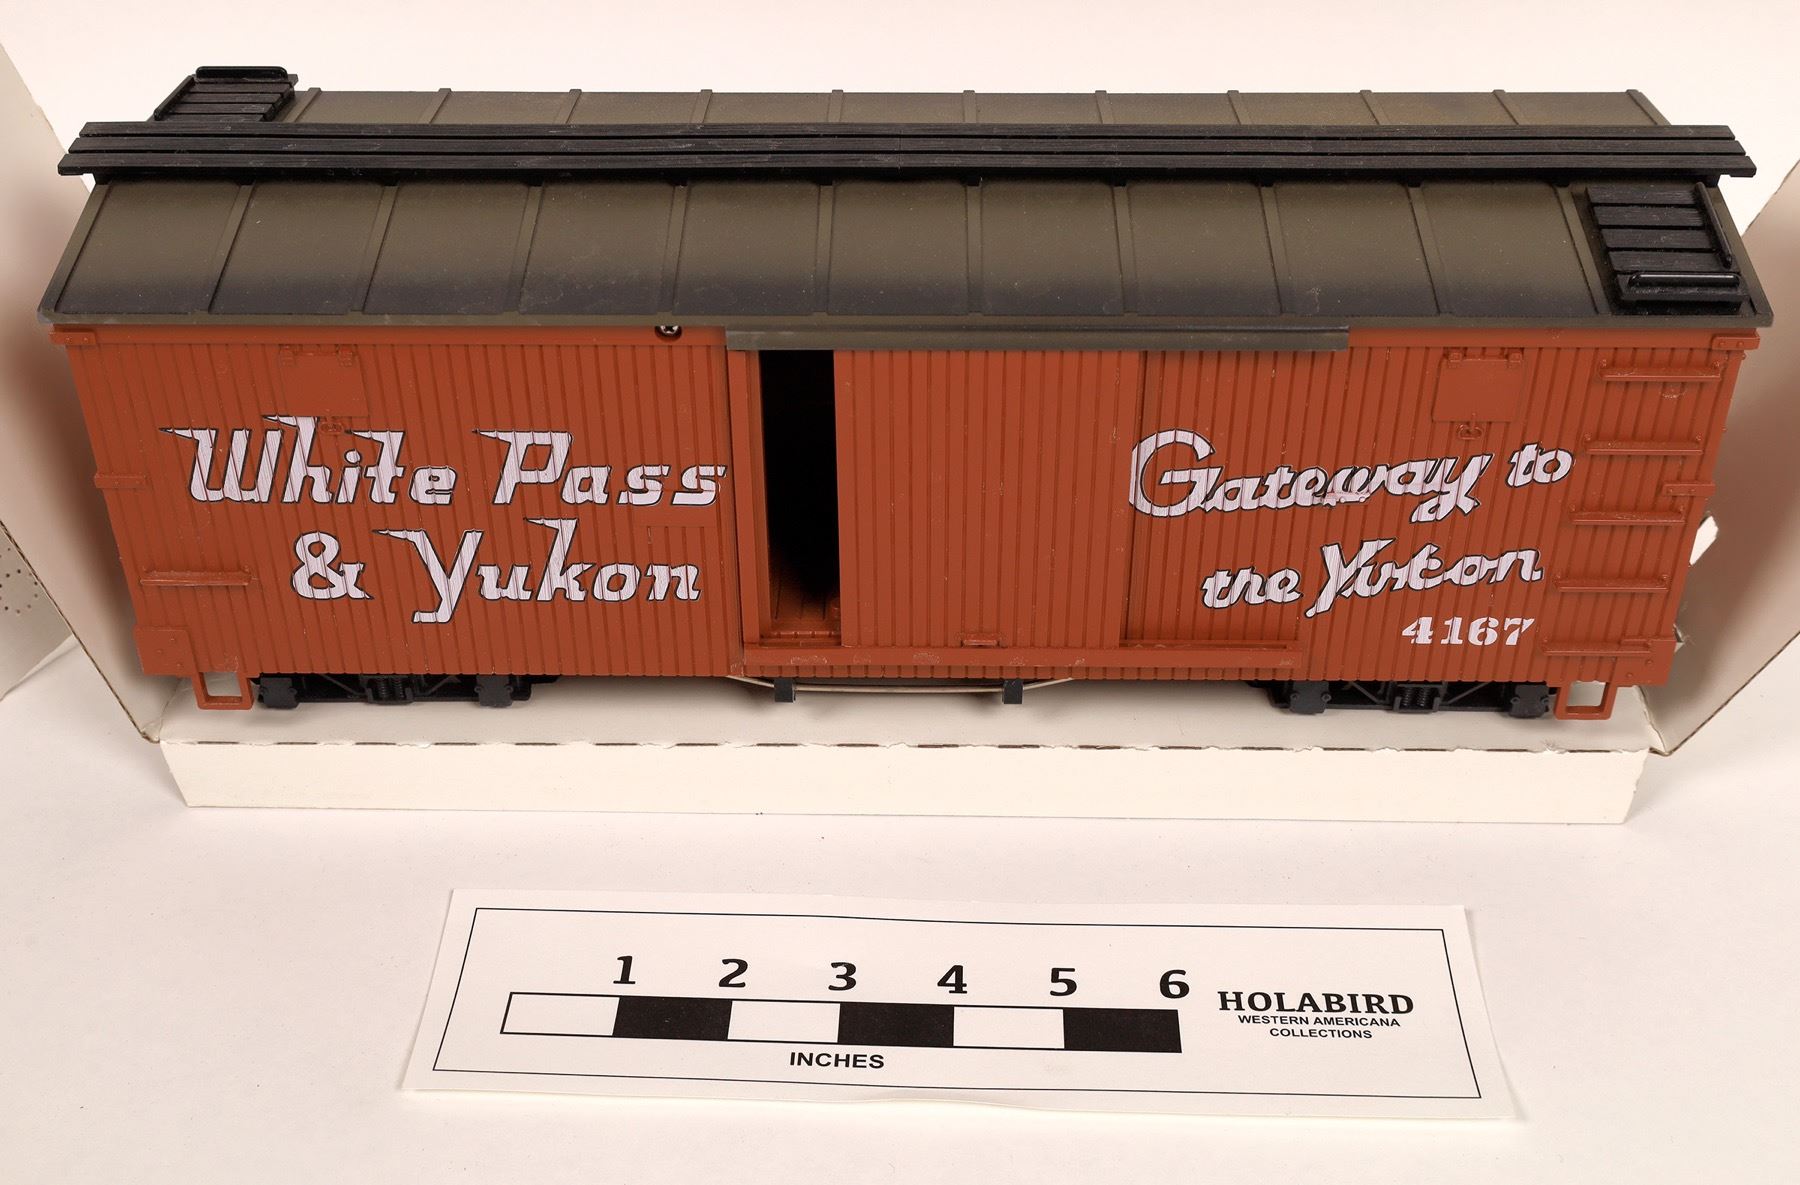 White Pass
& Yukon
Gateway to
the Yukon
4167
1 2 3 4 5 6
INCHES
HOLABIRD
WESTERN AMERICANA
COLLECTIONS